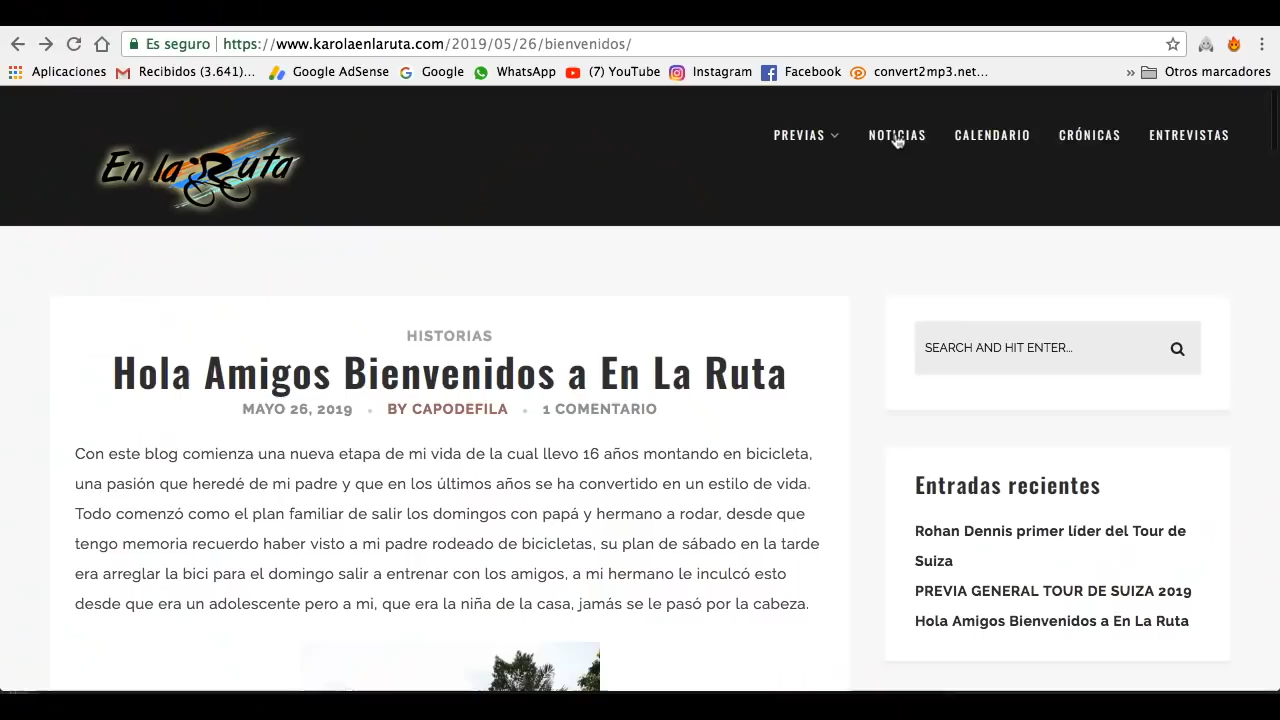 Es seguro https://www.karolaenlaruta.com/2019/05/26/bienvenidos/
Aplicaciones Recibidos (3.641)... Google AdSense Google WhatsApp (7) YouTube Instagram Facebook convert2mp3.net... » Otros marcadores
En la Ruta
PREVIAS NOTICIAS CALENDARIO CRÓNICAS ENTREVISTAS
HISTORIAS
Hola Amigos Bienvenidos a En La Ruta
MAYO 26, 2019 • BY CAPODEFILA • 1 COMENTARIO
Con este blog comienza una nueva etapa de mi vida de la cual llevo 16 años montando en bicicleta,
una pasión que heredé de mi padre y que en los últimos años se ha convertido en un estilo de vida.
Todo comenzó como el plan familiar de salir los domingos con papá y hermano a rodar, desde que
tengo memoria recuerdo haber visto a mi padre rodeado de bicicletas, su plan de sábado en la tarde
era arreglar la bici para el domingo salir a entrenar con los amigos, a mi hermano le inculcó esto
desde que era un adolescente pero a mi, que era la niña de la casa, jamás se le pasó por la cabeza.
SEARCH AND HIT ENTER...
Entradas recientes
Rohan Dennis primer líder del Tour de
Suiza
PREVIA GENERAL TOUR DE SUIZA 2019
Hola Amigos Bienvenidos a En La Ruta